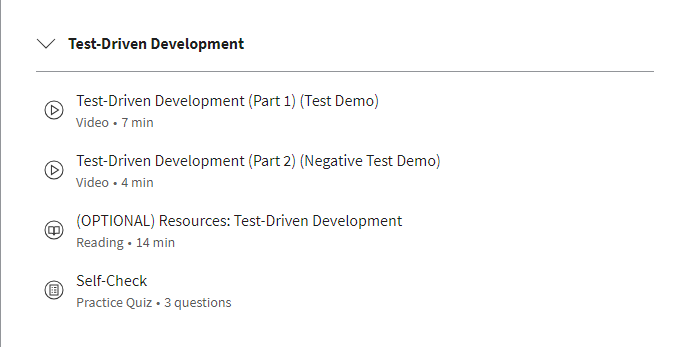 Test-Driven Development
Test-Driven Development (Part 1) (Test Demo)
Video • 7 min
Test-Driven Development (Part 2) (Negative Test Demo)
Video • 4 min
(OPTIONAL) Resources: Test-Driven Development
Reading • 14 min
Self-Check
Practice Quiz • 3 questions